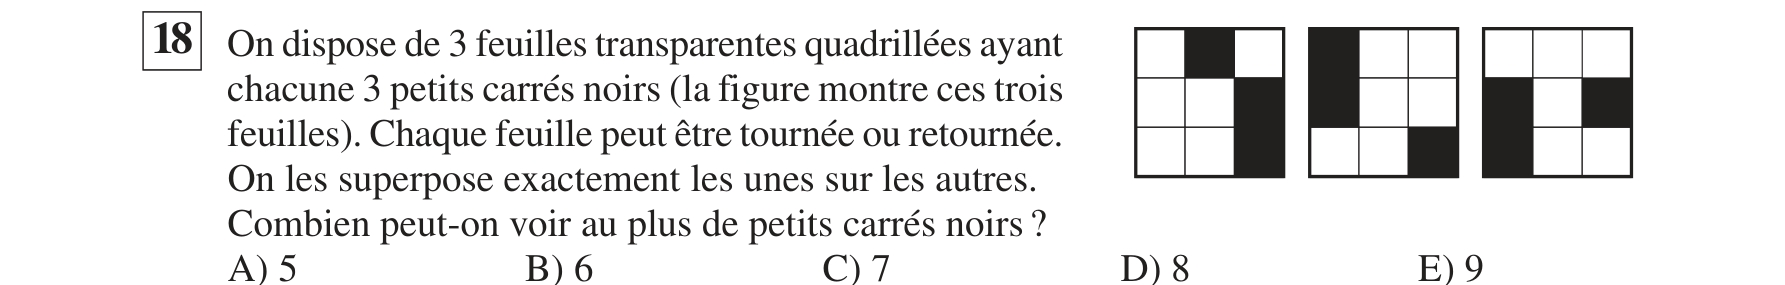 18 On dispose de 3 feuilles transparentes quadrillées ayant
chacune 3 petits carrés noirs (la figure montre ces trois
feuilles). Chaque feuille peut être tournée ou retournée.
On les superpose exactement les unes sur les autres.
Combien peut-on voir au plus de petits carrés noirs ?
A) 5 B) 6 C) 7 D) 8 E) 9